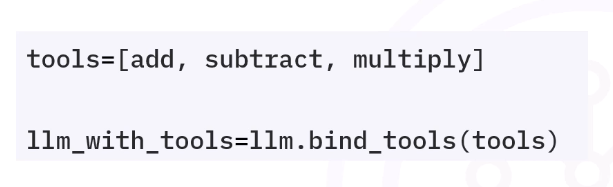 tools=[add, subtract, multiply]
llm_with_tools=llm.bind_tools(tools)